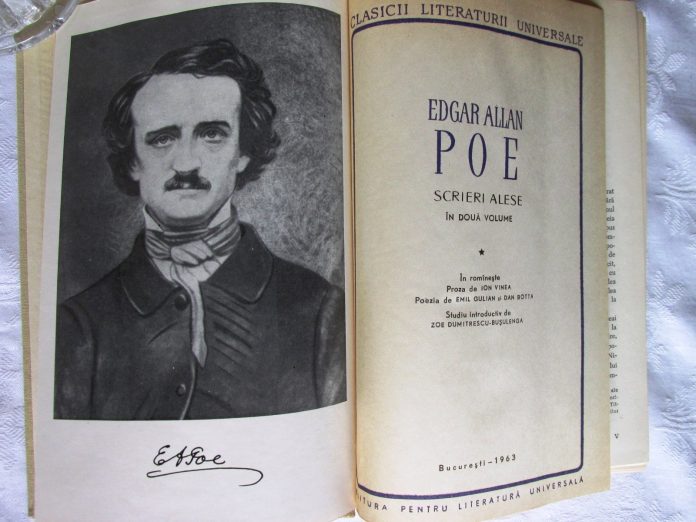 CLASICII LITERATURII UNIVERSALE
EDGAR ALLAN
POE
SCRIERI ALESE
ÎN DOUĂ VOLUME
În romînește
Proza de ION VINEA
Poezia de EMIL GULIAN și DAN BOTTA
Studiu introductiv de
ZOE DUMITRESCU-BUȘULENGA
București – 1963
ITURA PENTRU LITERATURĂ UNIVERSALĂ
EAPoe
V